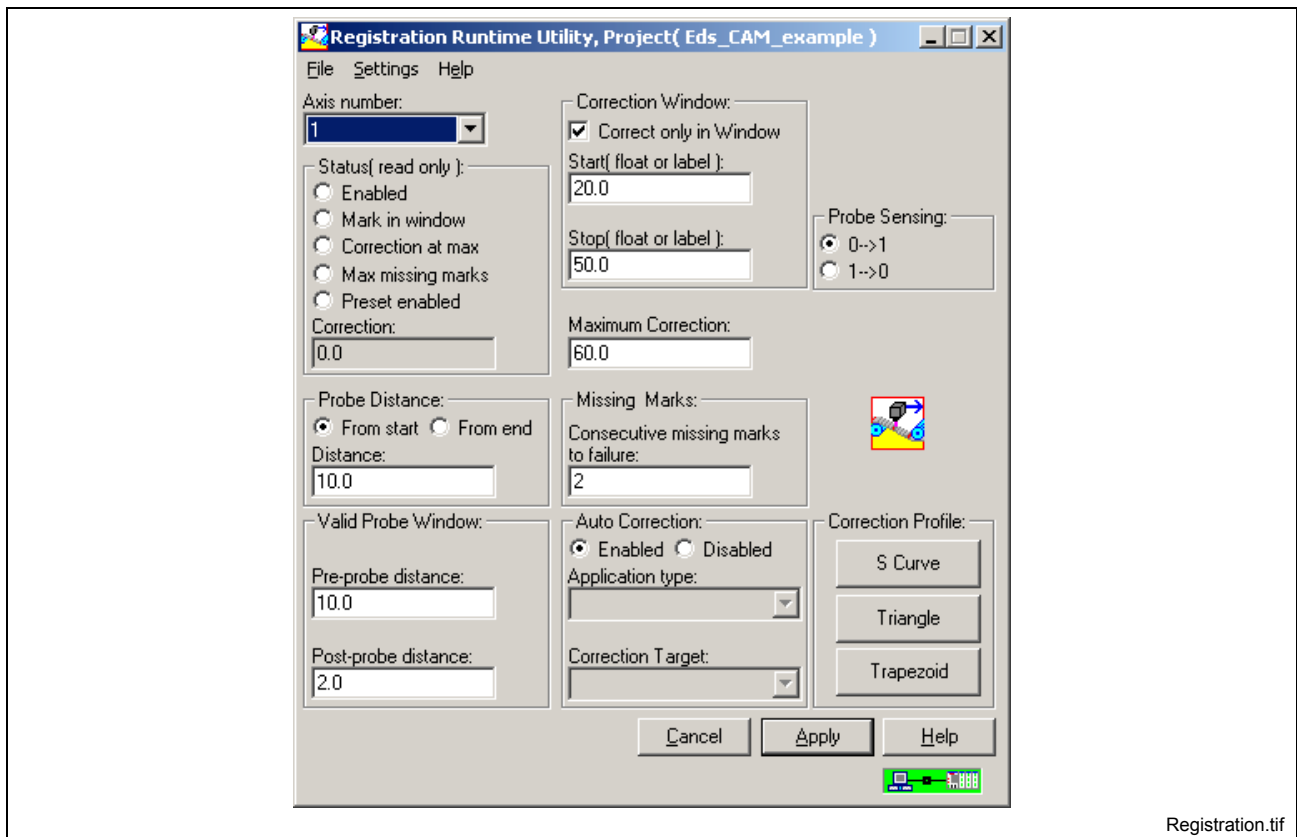 Registration Runtime Utility, Project( Eds_CAM_example )
File Settings Help
Axis number:
1
Status( read only ):
Enabled
Mark in window
Correction at max
Max missing marks
Preset enabled
Correction:
0.0
Correction Window:
Correct only in Window
Start( float or label ):
20.0
Stop( float or label ):
50.0
Maximum Correction:
60.0
Probe Sensing:
0-->1
1-->0
Probe Distance:
From start From end
Distance:
10.0
Missing Marks:
Consecutive missing marks
to failure:
2
Valid Probe Window:
Pre-probe distance:
10.0
Post-probe distance:
2.0
Auto Correction:
Enabled Disabled
Application type:
Correction Target:
Correction Profile:
S Curve
Triangle
Trapezoid
Cancel Apply Help
Registration.tif